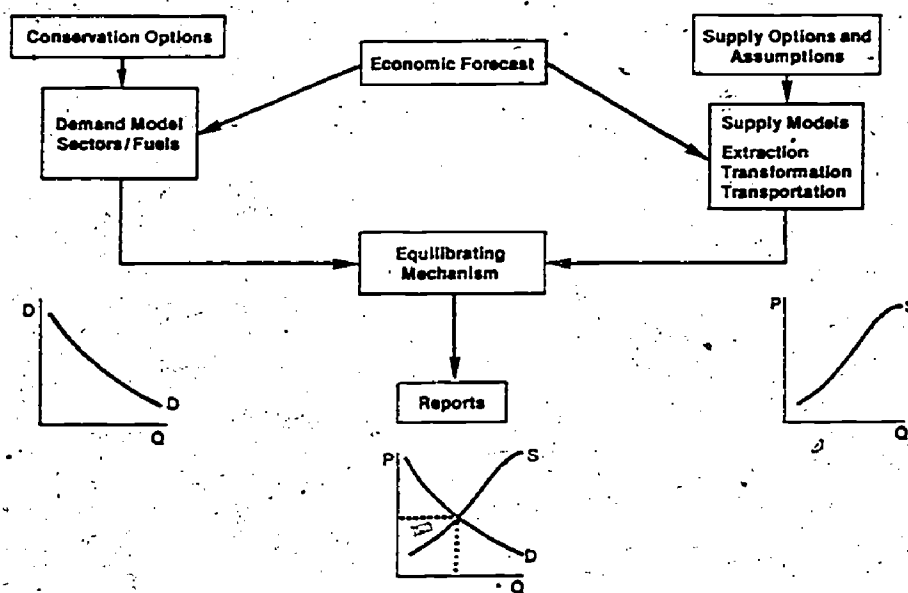 Conservation Options
Economic Forecast
Supply Options and
Assumptions
Demand Model
Sectors/Fuels
Supply Models
Extraction
Transformation
Transportation
Equilibrating
Mechanism
D
D
Q
Reports
P
S
Q
P
S
D
Q